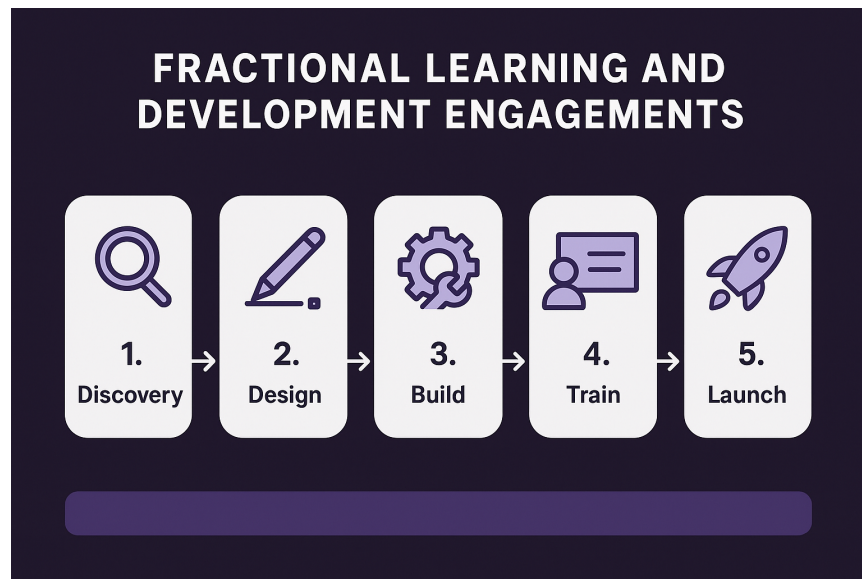 FRACTIONAL LEARNING AND
DEVELOPMENT ENGAGEMENTS
1.
Discovery
2.
Design
3.
Build
4.
Train
5.
Launch